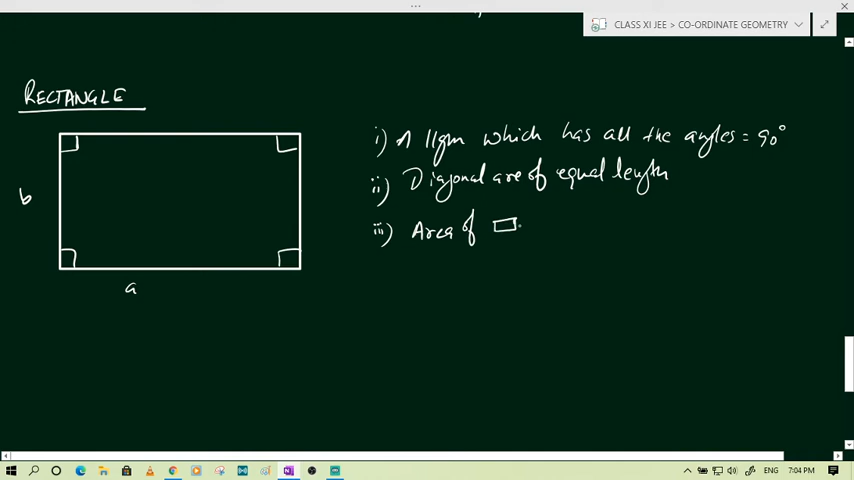 CLASS XI JEE > CO-ORDINATE GEOMETRY
RECTANGLE
i) A llgm which has all the angles = 90°
b
ii) Diagonal are of equal length
iii) Area of ▭
a
ENG
7:04 PM